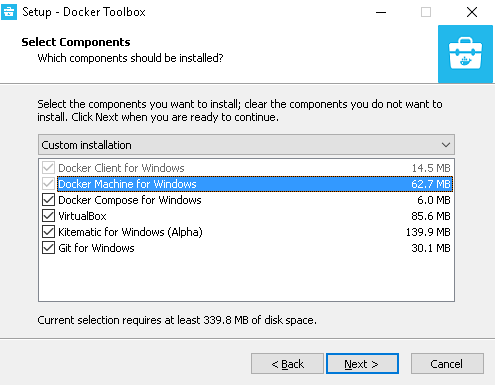 Setup - Docker Toolbox
Select Components
Which components should be installed?
Select the components you want to install; clear the components you do not want to
install. Click Next when you are ready to continue.
Custom installation
Docker Client for Windows 14.5 MB
Docker Machine for Windows 62.7 MB
Docker Compose for Windows 6.0 MB
VirtualBox 85.6 MB
Kitematic for Windows (Alpha) 139.9 MB
Git for Windows 30.1 MB
Current selection requires at least 339.8 MB of disk space.
< Back Next > Cancel